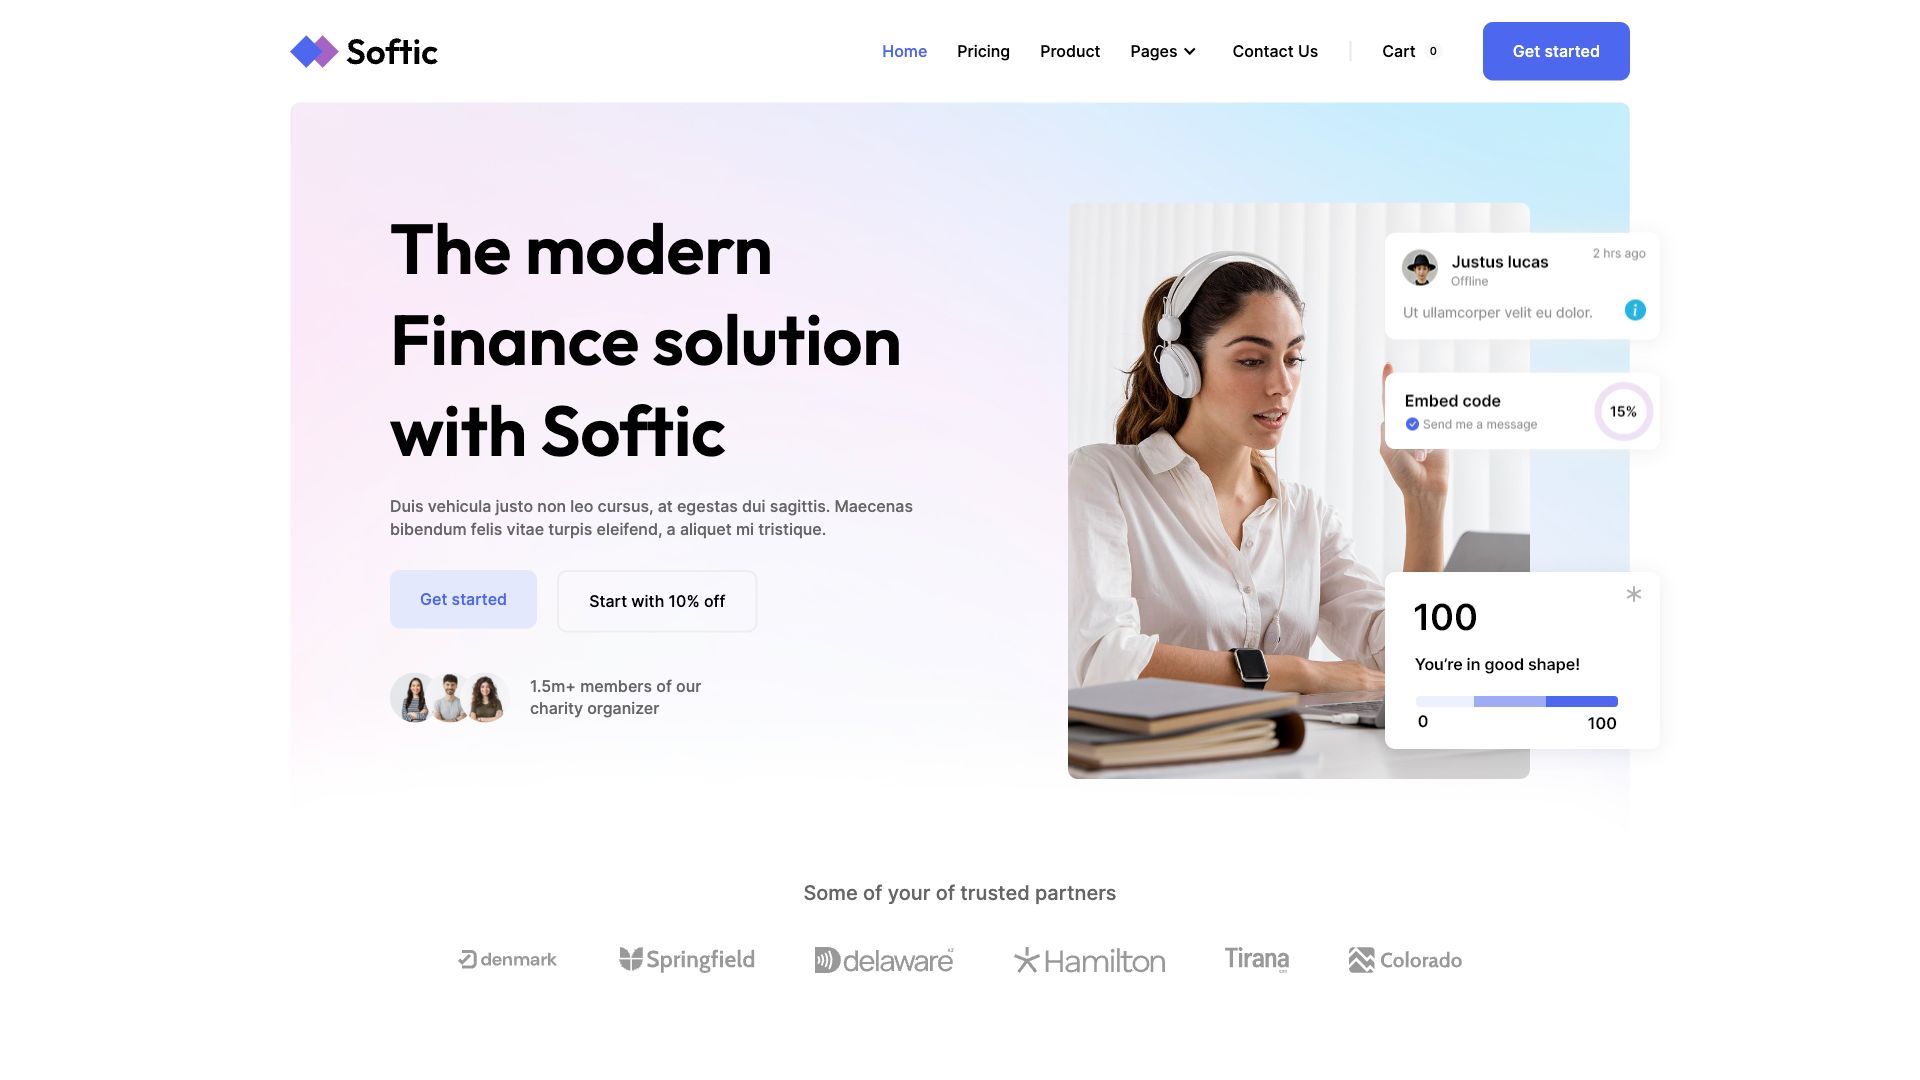 Softic
Home
Pricing
Product
Pages
Contact Us
Cart
0
Get started
The modern
Finance solution
with Softic
Duis vehicula justo non leo cursus, at egestas dui sagittis. Maecenas
bibendum felis vitae turpis eleifend, a aliquet mi tristique.
Get started
Start with 10% off
1.5m+ members of our
charity organizer
Justus lucas
2 hrs ago
Offline
Ut ullamcorper velit eu dolor.
i
Embed code
Send me a message
15%
100
You’re in good shape!
0
100
Some of your of trusted partners
denmark
Springfield
delaware
Hamilton
Tirana
Colorado